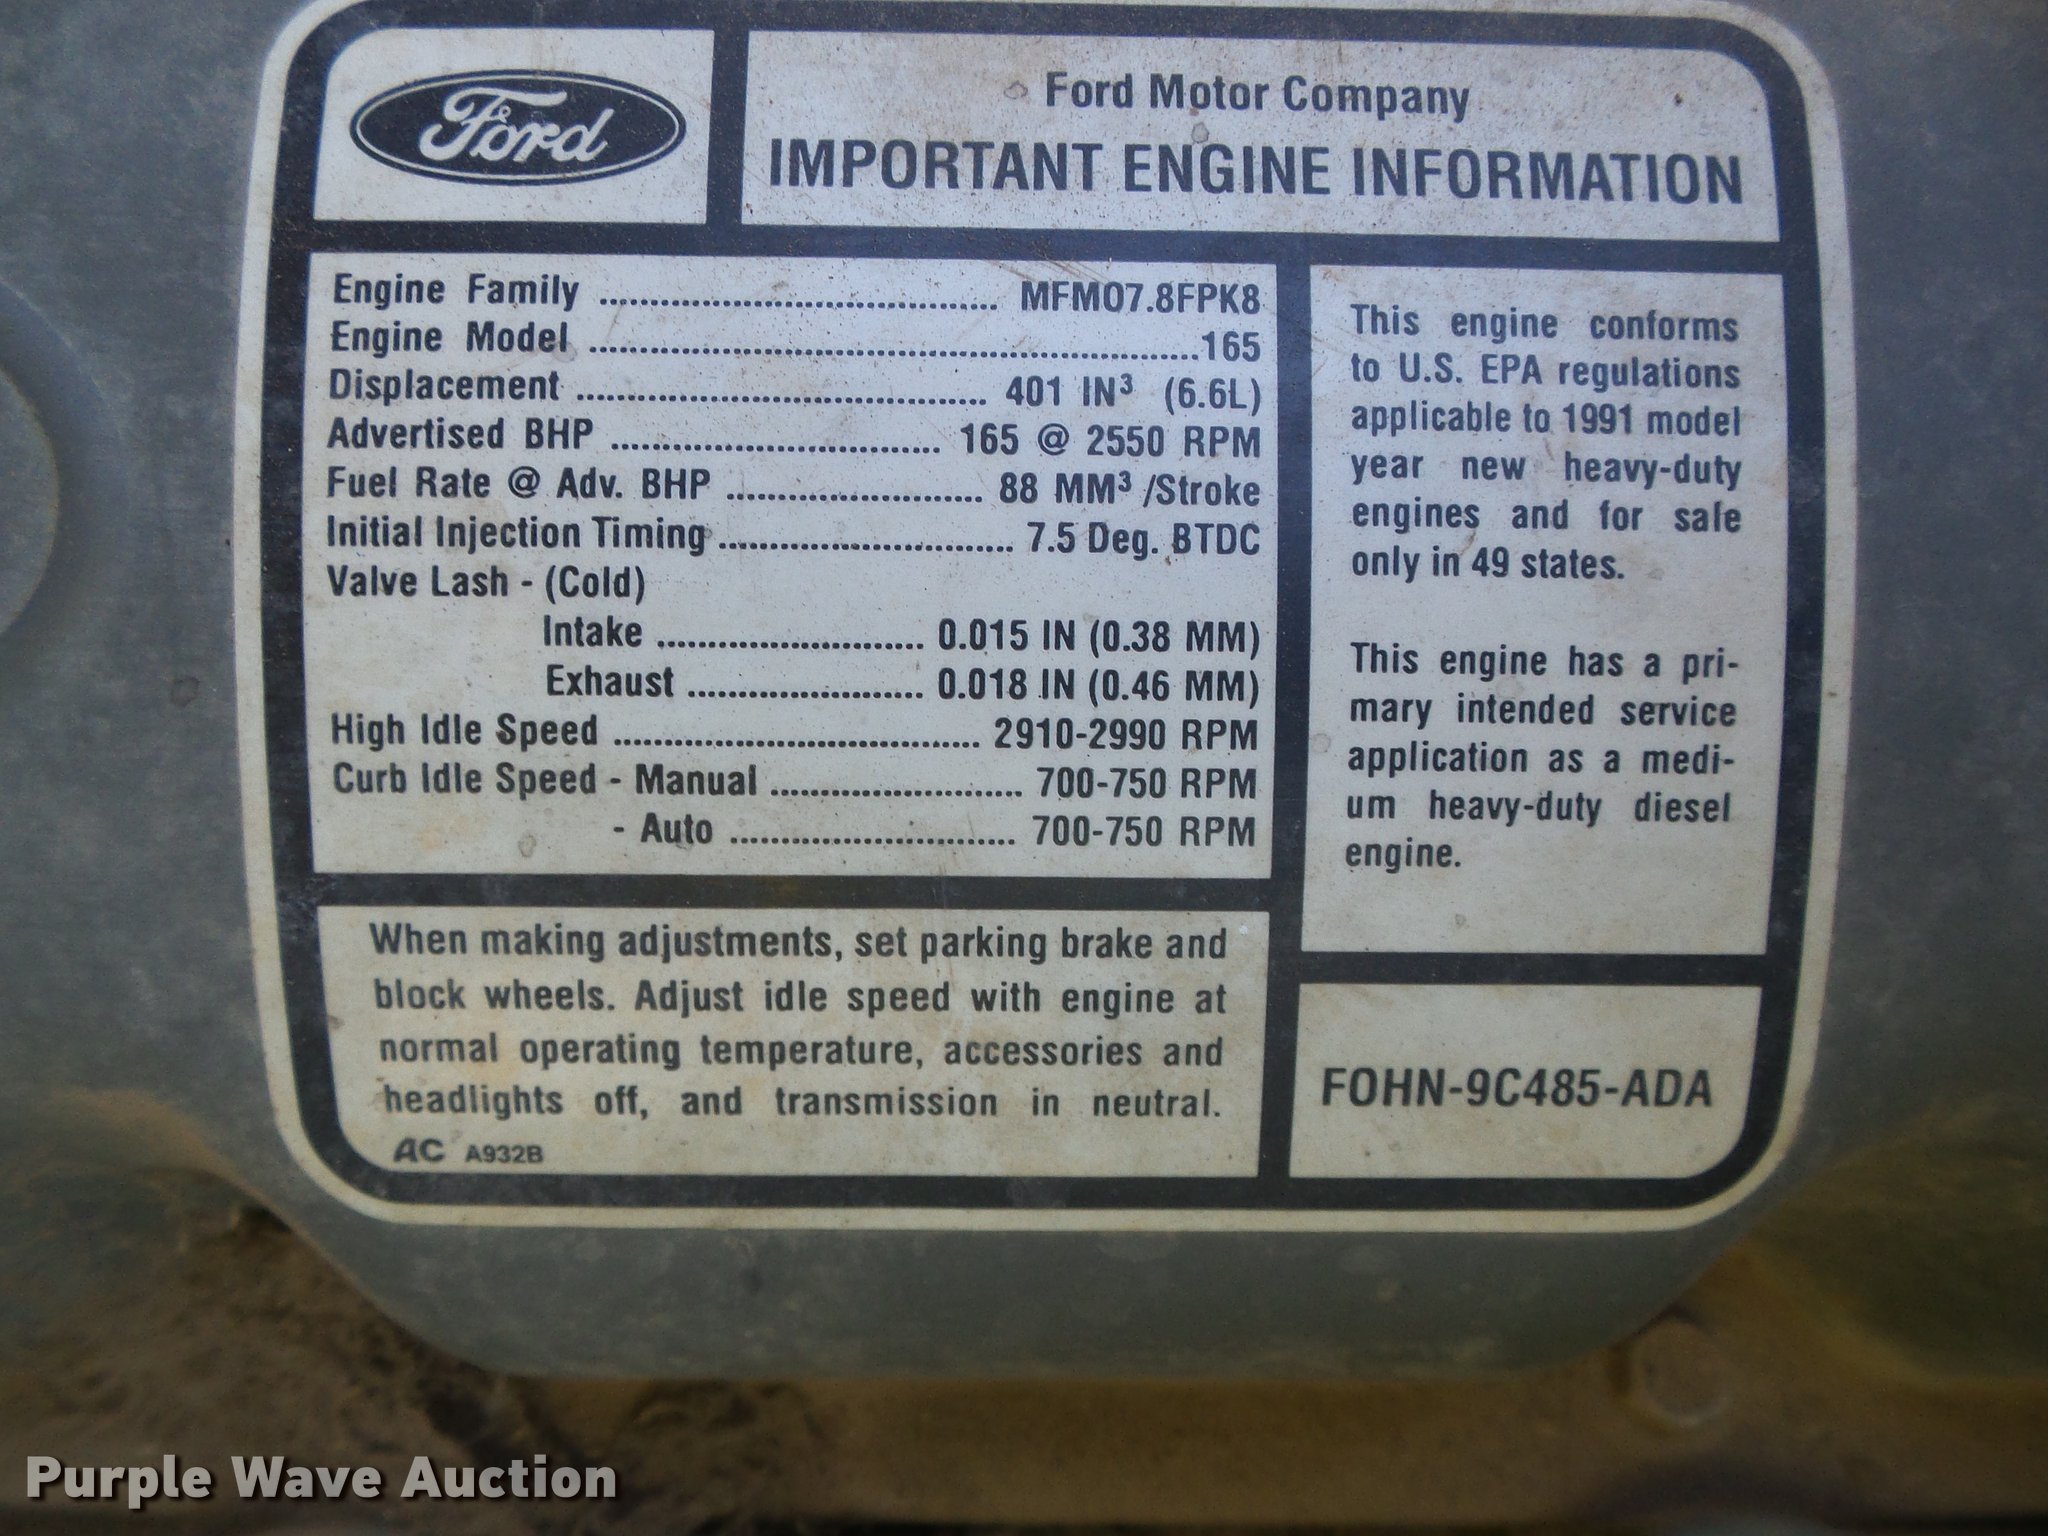 Ford
Ford Motor Company
IMPORTANT ENGINE INFORMATION
Engine Family ........................................ MFM07.8FPK8
Engine Model .............................................................165
Displacement ......................................... 401 IN³ (6.6L)
Advertised BHP ................................. 165 @ 2550 RPM
Fuel Rate @ Adv. BHP .......................... 88 MM³ /Stroke
Initial Injection Timing .............................. 7.5 Deg. BTDC
Valve Lash - (Cold)
Intake ........................... 0.015 IN (0.38 MM)
Exhaust ........................ 0.018 IN (0.46 MM)
High Idle Speed ..................................... 2910-2990 RPM
Curb Idle Speed - Manual ......................... 700-750 RPM
- Auto ............................. 700-750 RPM
This engine conforms
to U.S. EPA regulations
applicable to 1991 model
year new heavy-duty
engines and for sale
only in 49 states.
This engine has a pri-
mary intended service
application as a medi-
um heavy-duty diesel
engine.
When making adjustments, set parking brake and
block wheels. Adjust idle speed with engine at
normal operating temperature, accessories and
headlights off, and transmission in neutral.
AC A932B
FOHN-9C485-ADA
Purple Wave Auction